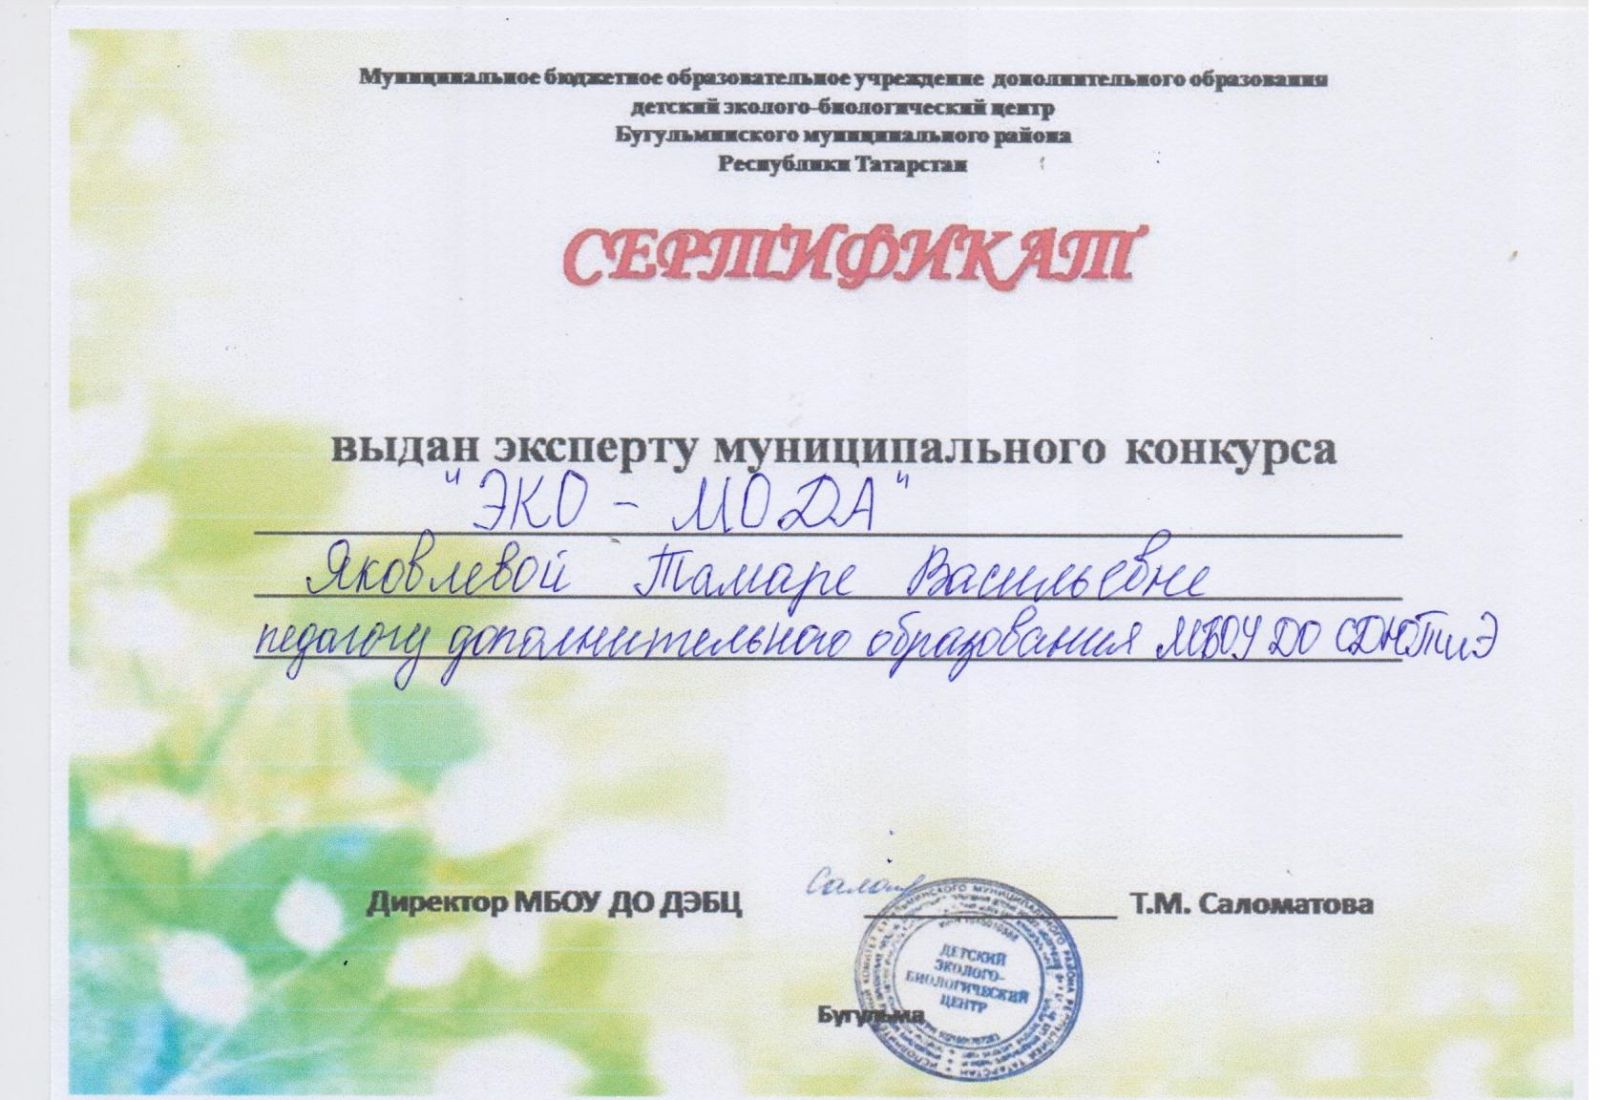 Муниципальное бюджетное образовательное учреждение дополнительного образования
детский эколого-биологический центр
Бугульминского муниципального района
Республики Татарстан
СЕРТИФИКАТ
выдан эксперту муниципального конкурса
"ЭКО - МОДА"
Яковлевой Тамаре Васильевне
педагогу дополнительного образования МБОУ ДО СДЮТиЭ
Директор МБОУ ДО ДЭБЦ Т.М. Саломатова
ДЕТСКИЙ
ЭКОЛОГО-
БИОЛОГИЧЕСКИЙ
ЦЕНТР
Бугульма